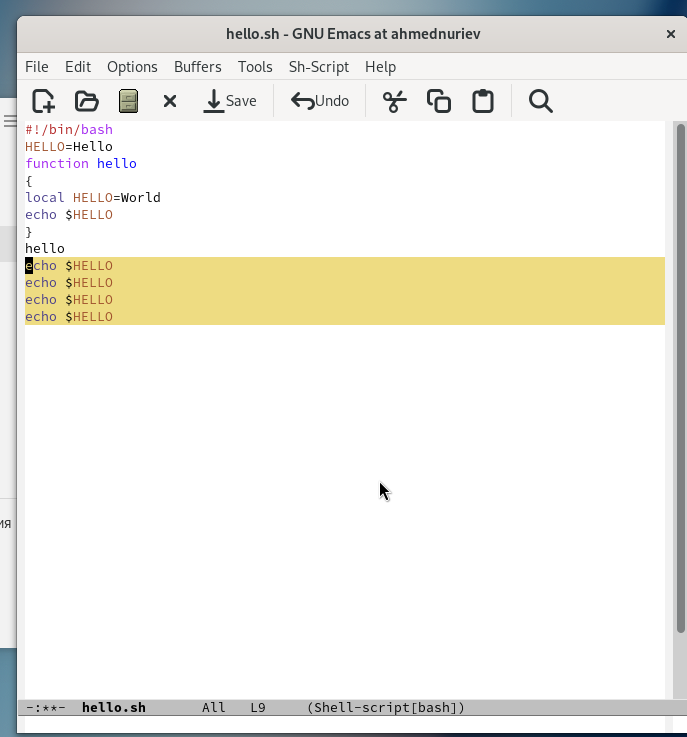 hello.sh - GNU Emacs at ahmednuriev
File Edit Options Buffers Tools Sh-Script Help
Save Undo
#!/bin/bash
HELLO=Hello
function hello
{
local HELLO=World
echo $HELLO
}
hello
echo $HELLO
echo $HELLO
echo $HELLO
echo $HELLO
ия
-:**- hello.sh All L9 (Shell-script[bash])